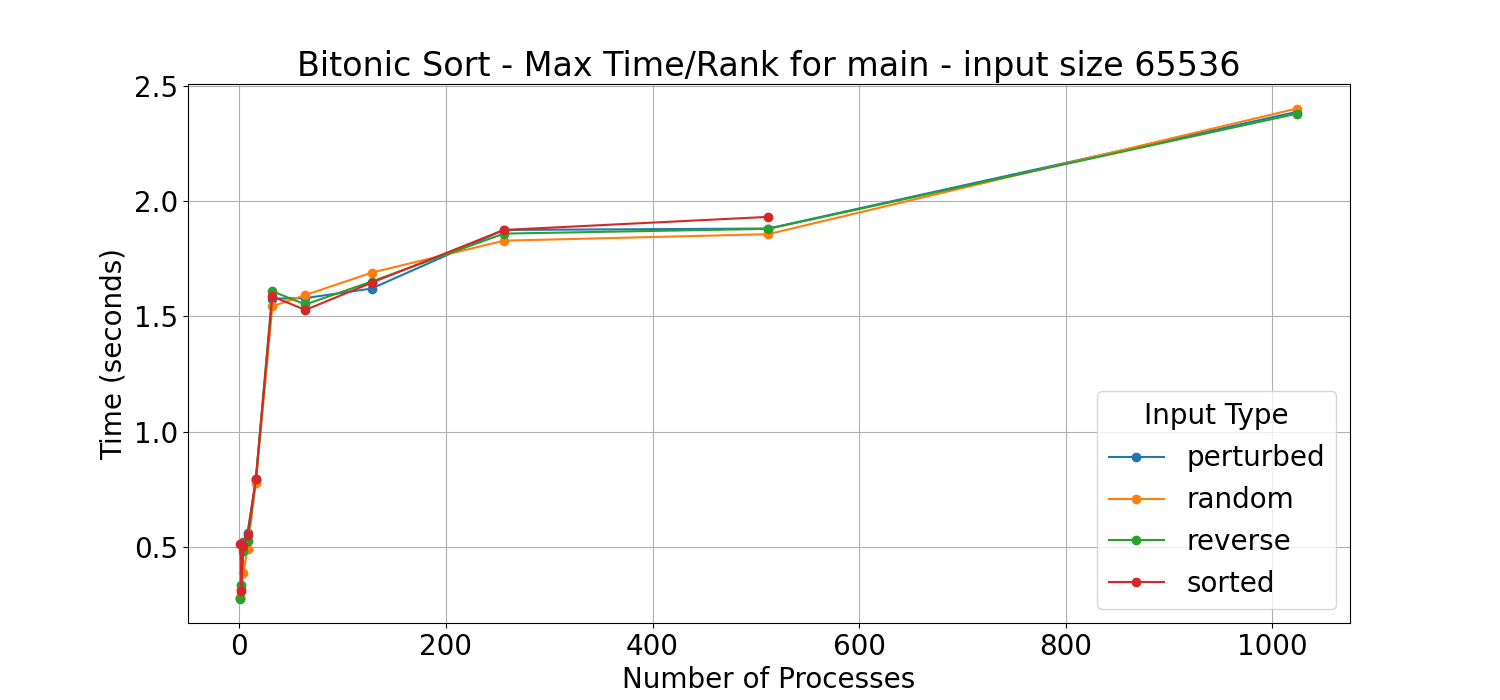 Bitonic Sort - Max Time/Rank for main - input size 65536
2.5
2.0
1.5
1.0
0.5
Time (seconds)
0 200 400 600 800 1000
Number of Processes
Input Type
perturbed
random
reverse
sorted